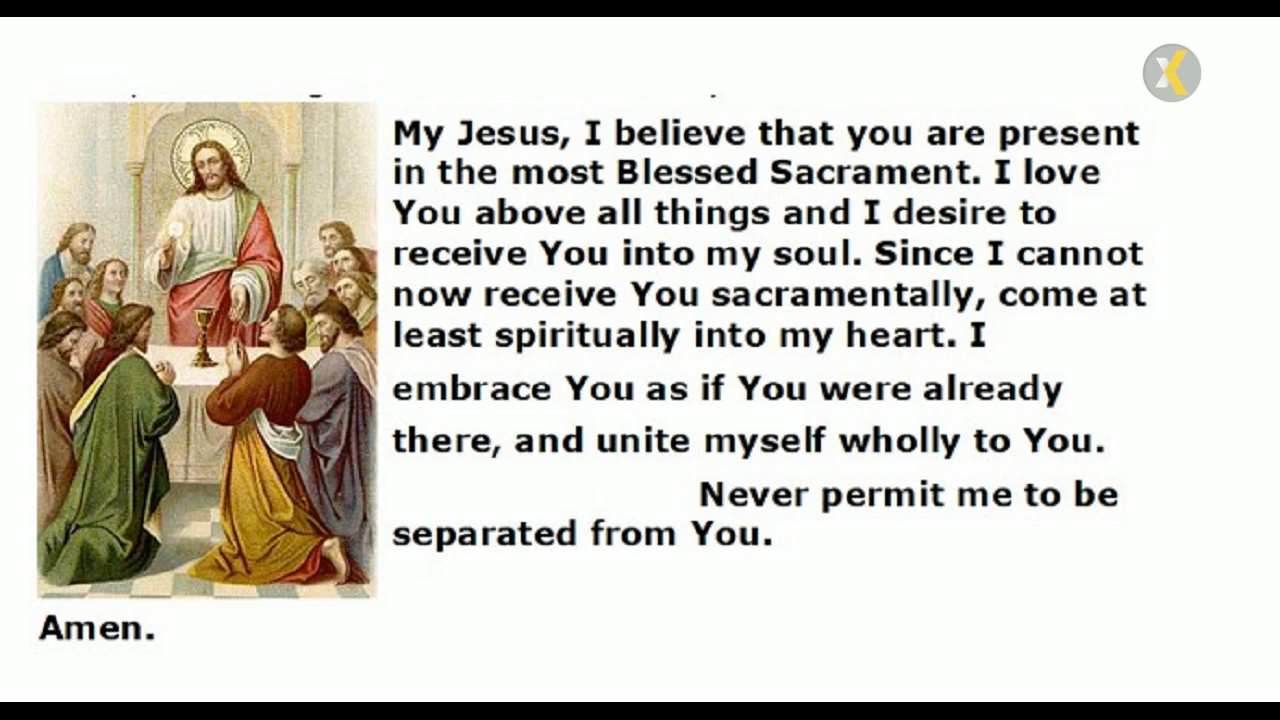 My Jesus, I believe that you are present
in the most Blessed Sacrament. I love
You above all things and I desire to
receive You into my soul. Since I cannot
now receive You sacramentally, come at
least spiritually into my heart. I
embrace You as if You were already
there, and unite myself wholly to You.
Never permit me to be
separated from You.
Amen.